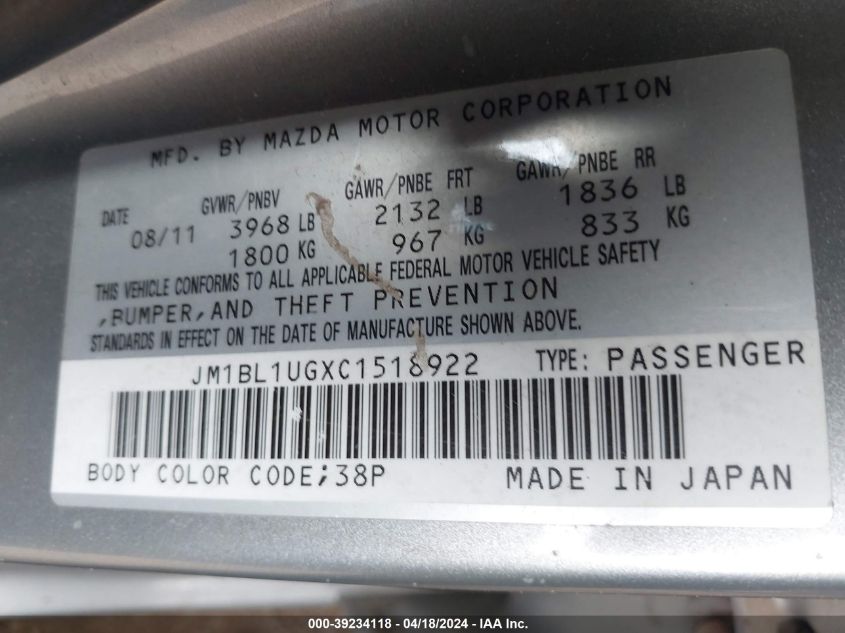 MFD. BY MAZDA MOTOR CORPORATION
DATE GVWR/PNBV GAWR/PNBE FRT GAWR/PNBE RR
08/11 3968 LB 2132 LB 1836 LB
1800 KG 967 KG 833 KG
THIS VEHICLE CONFORMS TO ALL APPLICABLE FEDERAL MOTOR VEHICLE SAFETY
,BUMPER,AND THEFT PREVENTION
STANDARDS IN EFFECT ON THE DATE OF MANUFACTURE SHOWN ABOVE.
JM1BL1UGXC1518922 TYPE: PASSENGER
BODY COLOR CODE;38P MADE IN JAPAN
000-39234118 - 04/18/2024 - IAA Inc.